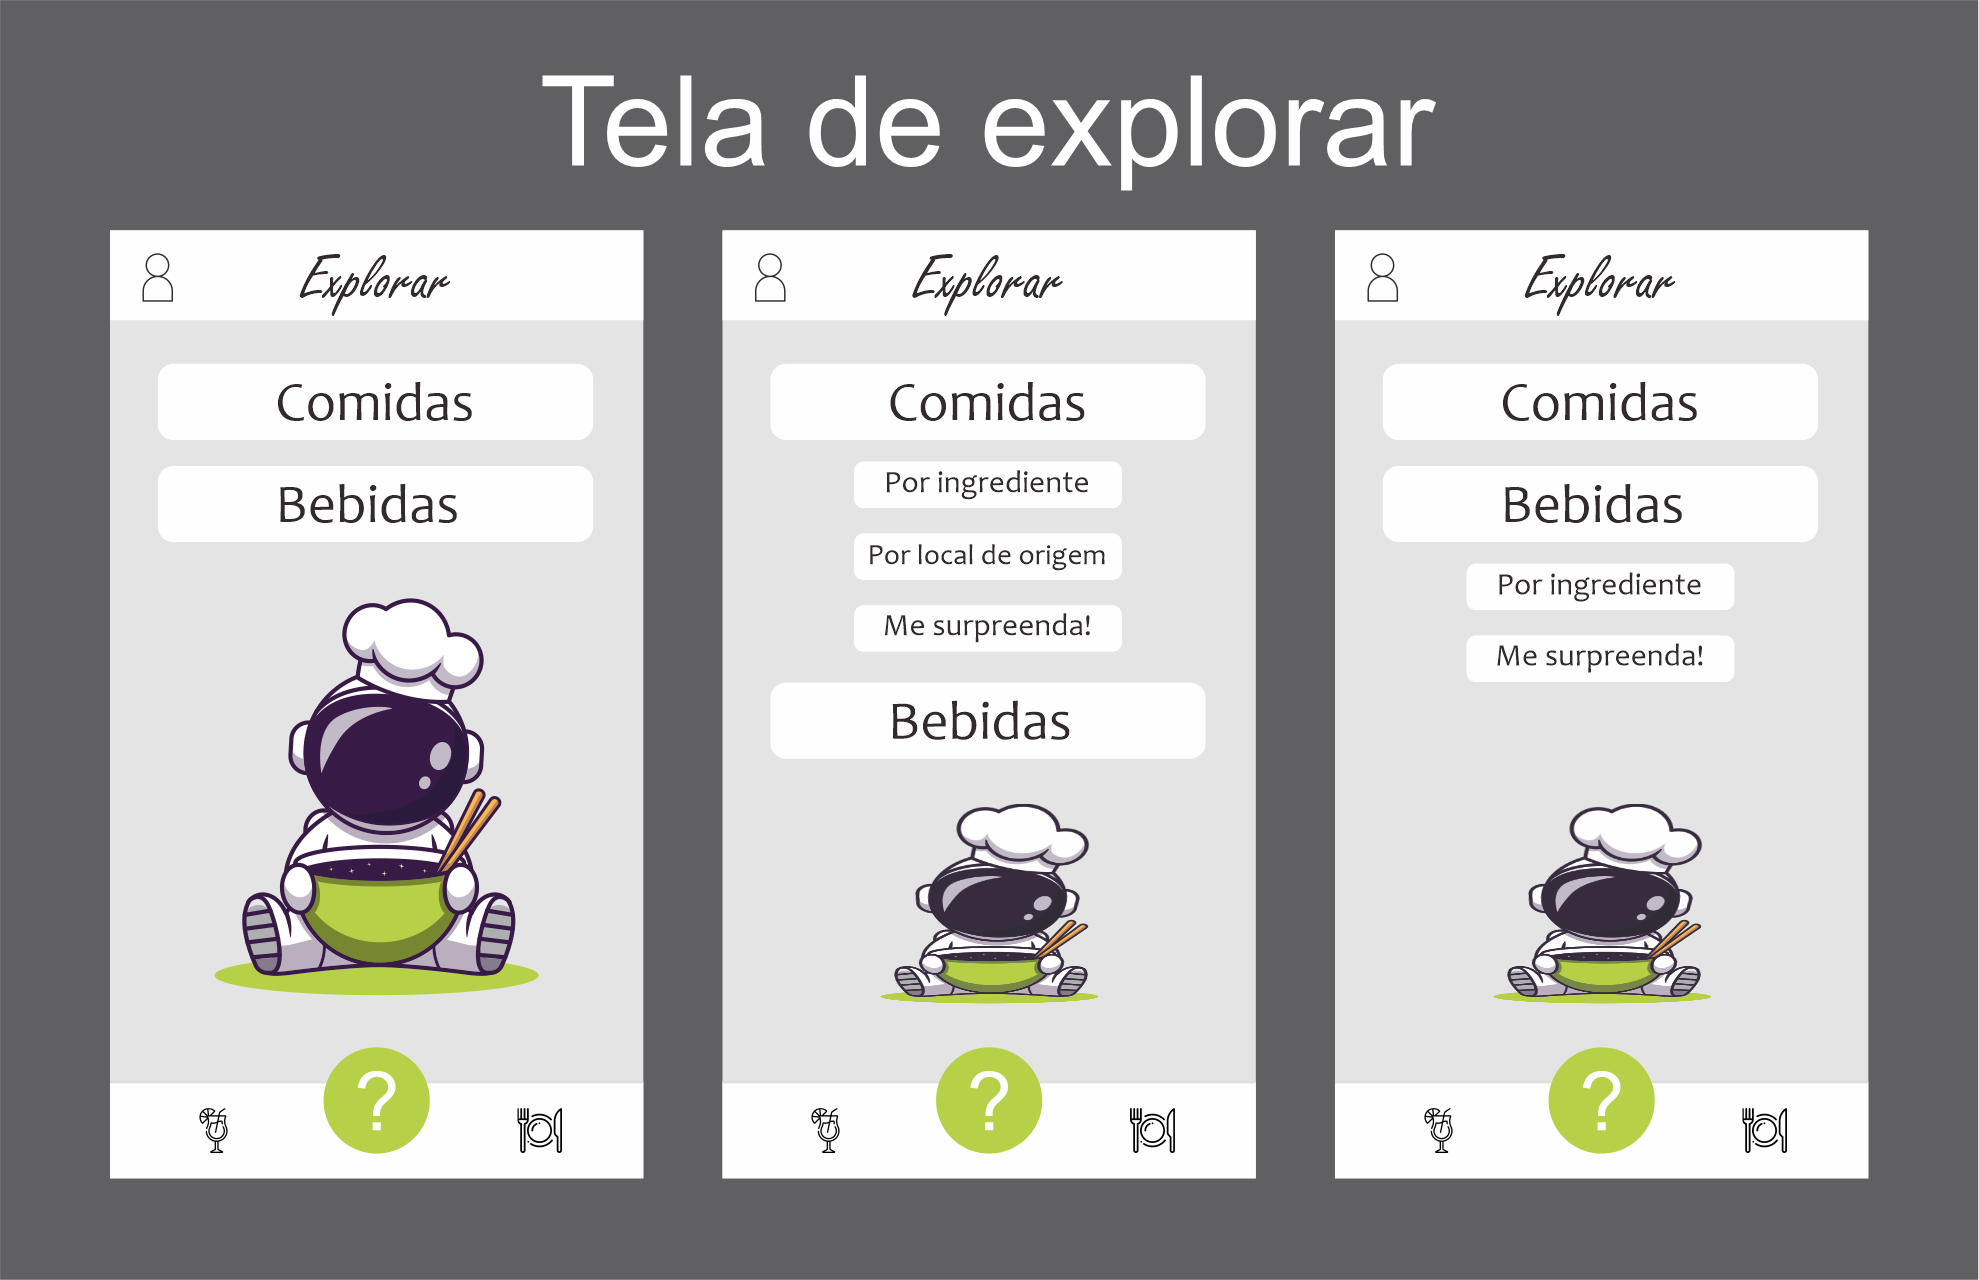 Tela de explorar
Explorar
Comidas
Bebidas
?
Explorar
Comidas
Por ingrediente
Por local de origem
Me surpreenda!
Bebidas
?
Explorar
Comidas
Bebidas
Por ingrediente
Me surpreenda!
?